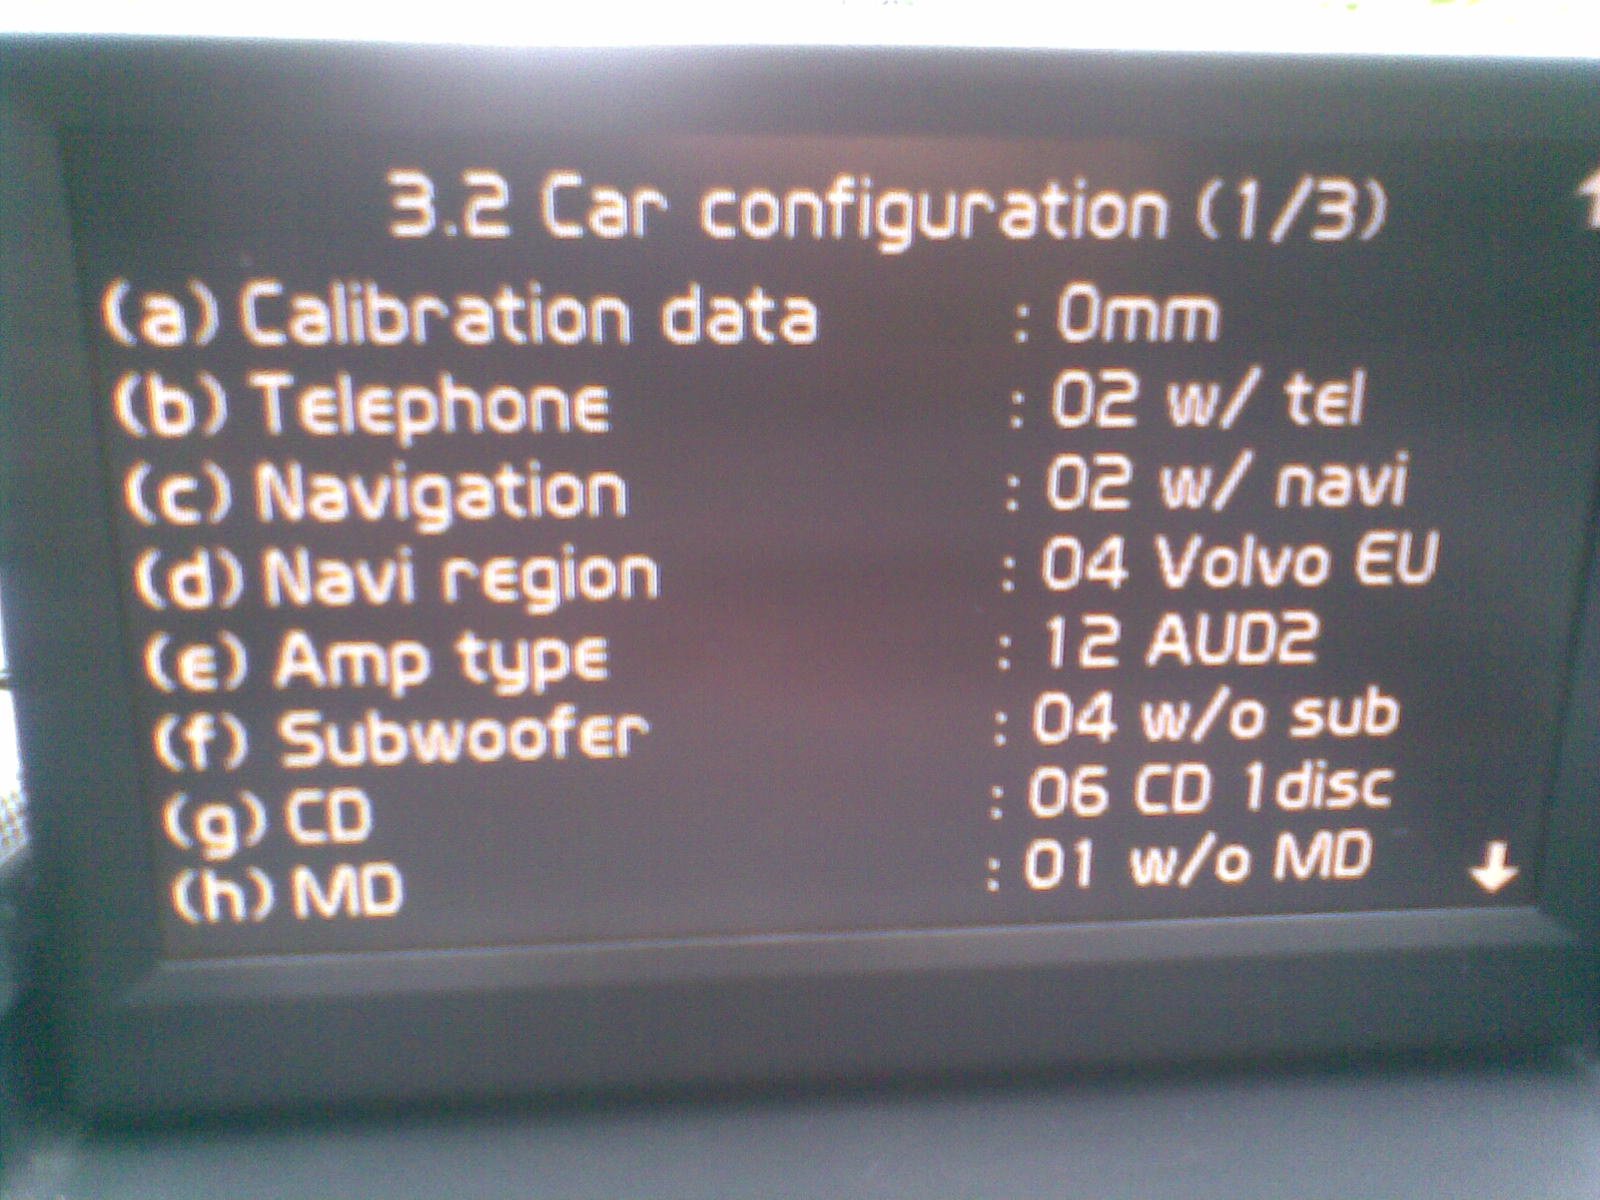 3.2 Car configuration (1/3)
(a) Calibration data : 0mm
(b) Telephone : 02 w/ tel
(c) Navigation : 02 w/ navi
(d) Navi region : 04 Volvo EU
(e) Amp type : 12 AUD2
(f) Subwoofer : 04 w/o sub
(g) CD : 06 CD 1disc
(h) MD : 01 w/o MD